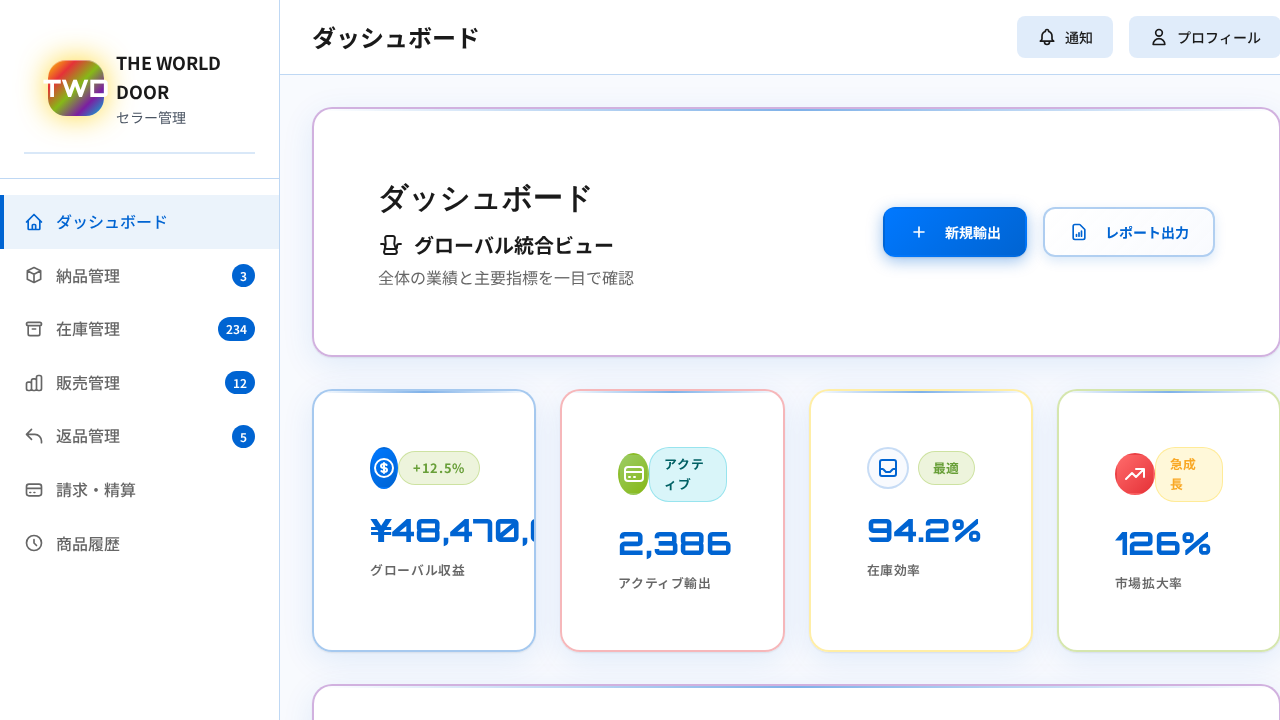 TWD
THE WORLD
DOOR
セラー管理
ダッシュボード
納品管理
3
在庫管理
234
販売管理
12
返品管理
5
請求・精算
商品履歴
ダッシュボード
通知
プロフィール
ダッシュボード
グローバル統合ビュー
全体の業績と主要指標を一目で確認
新規輸出
レポート出力
+12.5%
¥48,470,
グローバル収益
アクテ
ィブ
2,386
アクティブ輸出
最適
94.2%
在庫効率
急成
長
126%
市場拡大率